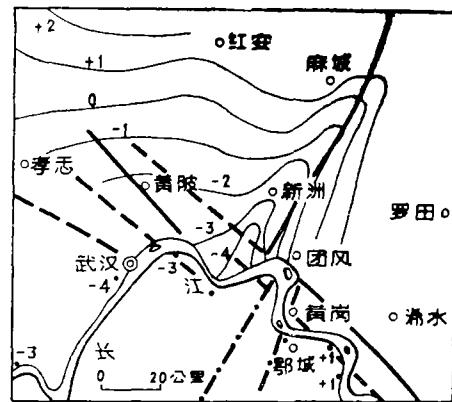 +2
红安
+1
麻城
0
-1
孝感
黄陂
-2
新洲
罗田
-3
-4
武汉
-3
团风
-4
江
黄岗
浠水
-3
长
鄂城
+1
0 20公里
+1